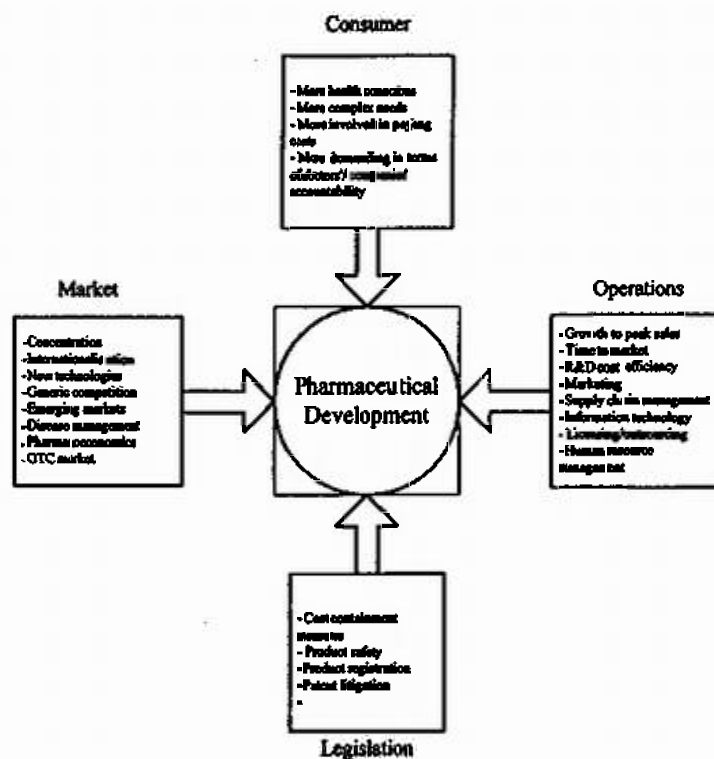 Consumer
- More health conscious
- More complex needs
- More involved in paying
costs
- More demanding in terms
accountability
Market
- Concentration
- Internationalisation
- New technologies
- Generic competition
- Emerging markets
- Disease management
- Pharma oeconomics
- OTC market
Pharmaceutical
Development
Operations
- Growth to peak sales
- Time to market
- R&D cost efficiency
- Marketing
- Supply chain management
- Information technology
- Licensing/outsourcing
- Human resource
management
- Cost containment
measures
- Product safety
- Product registration
- Patent litigation
-
Legislation